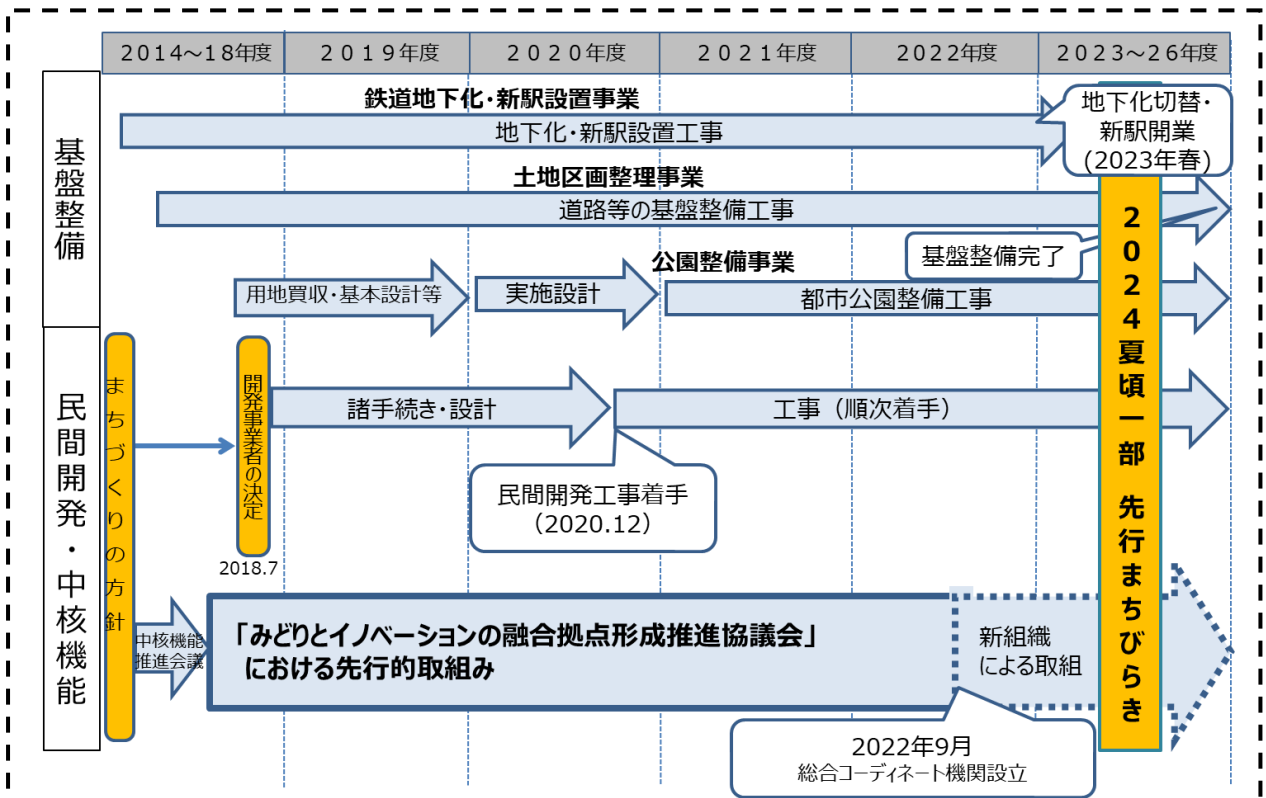 2014～18年度
2019年度
2020年度
2021年度
2022年度
2023～26年度
基盤整備
鉄道地下化・新駅設置事業
地下化・新駅設置工事
地下化切替・
新駅開業
(2023年春)
土地区画整理事業
道路等の基盤整備工事
基盤整備完了
公園整備事業
用地買収・基本設計等
実施設計
都市公園整備工事
2024夏頃一部 先行まちびらき
民間開発・中核機能
まちづくりの方針
開発事業者の決定
2018.7
諸手続き・設計
工事（順次着手）
民間開発工事着手
（2020.12）
中核機能
推進会議
「みどりとイノベーションの融合拠点形成推進協議会」
における先行的取組み
新組織
による取組
2022年9月
総合コーディネート機関設立